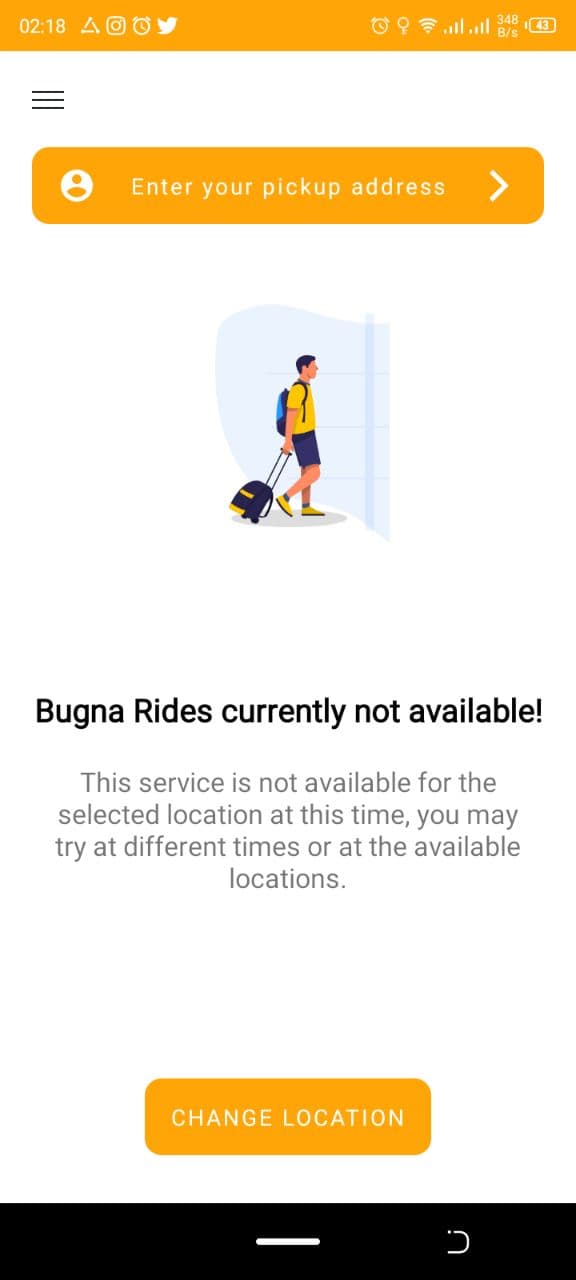 02:18
348
B/s
43
Enter your pickup address
Bugna Rides currently not available!
This service is not available for the
selected location at this time, you may
try at different times or at the available
locations.
CHANGE LOCATION